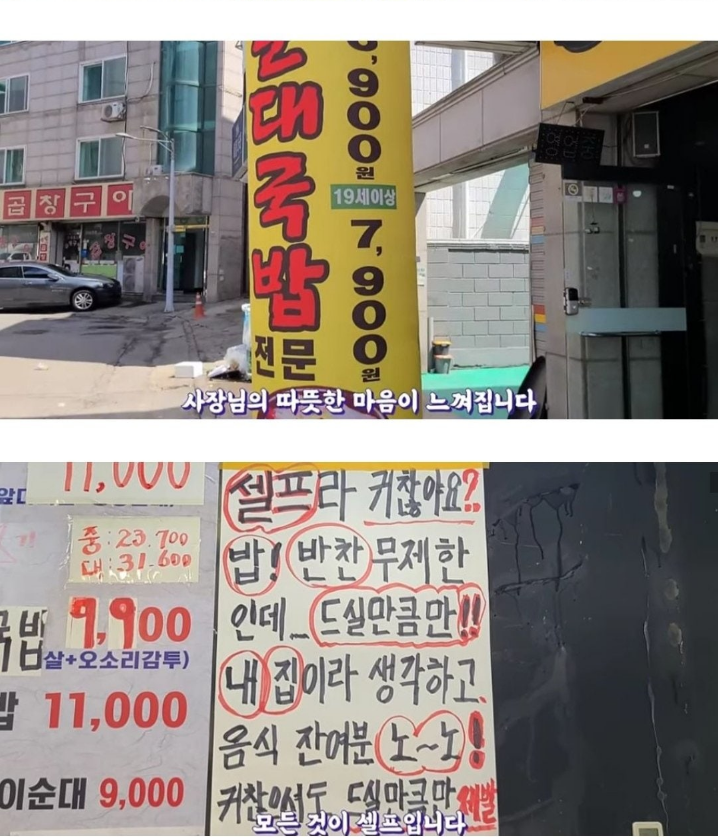 대국밥
전문
,900원
19세이상
7,900원
곱창구이
영업중
사장님의 따뜻한 마음이 느껴집니다
11,000
중: 23,700
대: 31,600
국밥 9,900
살+오소리감투)
밥 11,000
이순대 9,000
셀프라 귀찮아요?
밥! 반찬 무제한
인데... 드실만큼만!!
내 집이라 생각하고
음식 잔여분 노~노!
귀찮아서도 드실만큼만 제발
모든 것이 셀프입니다